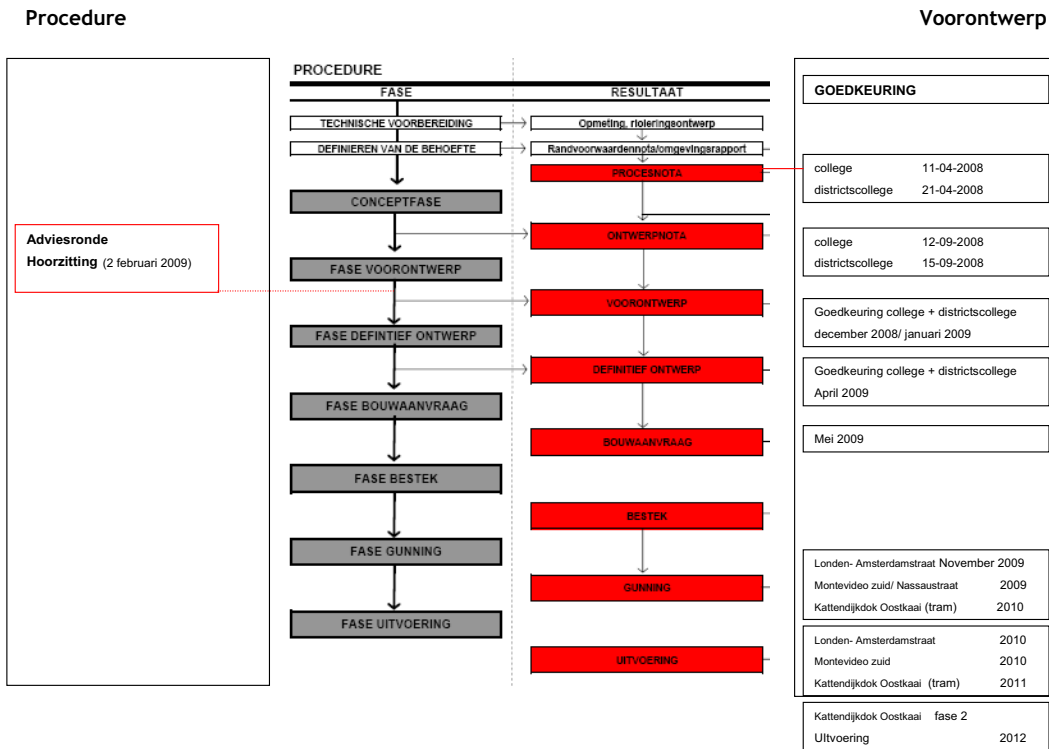 Procedure
Voorontwerp
Adviesronde
Hoorzitting (2 februari 2009)
PROCEDURE
FASE
RESULTAAT
TECHNISCHE VOORBEREIDING
Opmeting, rioleringsontwerp
DEFINIEREN VAN DE BEHOEFTE
Randvoorwaardennota/omgevingsrapport
PROCESNOTA
CONCEPTFASE
ONTWERPNOTA
FASE VOORONTWERP
VOORONTWERP
FASE DEFINTIEF ONTWERP
DEFINITIEF ONTWERP
FASE BOUWAANVRAAG
BOUWAANVRAAG
FASE BESTEK
BESTEK
FASE GUNNING
GUNNING
FASE UITVOERING
UITVOERING
GOEDKEURING
college 11-04-2008
districtscollege 21-04-2008
college 12-09-2008
districtscollege 15-09-2008
Goedkeuring college + districtscollege
december 2008/ januari 2009
Goedkeuring college + districtscollege
April 2009
Mei 2009
Londen- Amsterdamstraat November 2009
Montevideo zuid/ Nassaustraat 2009
Kattendijkdok Oostkaai (tram) 2010
Londen- Amsterdamstraat 2010
Montevideo zuid 2010
Kattendijkdok Oostkaai (tram) 2011
Kattendijkdok Oostkaai fase 2
UItvoering 2012